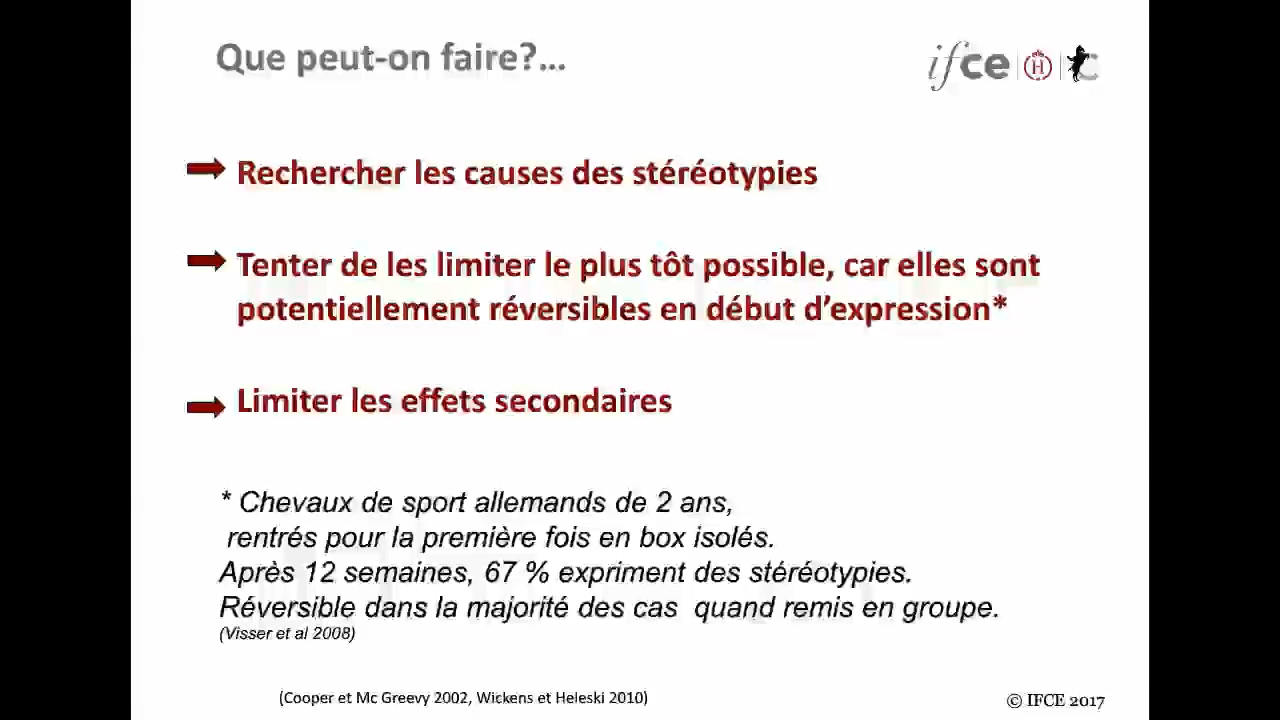 Que peut-on faire?...
ifce
H
Rechercher les causes des stéréotypies
Tenter de les limiter le plus tôt possible, car elles sont
potentiellement réversibles en début d’expression*
Limiter les effets secondaires
* Chevaux de sport allemands de 2 ans,
rentrés pour la première fois en box isolés.
Après 12 semaines, 67 % expriment des stéréotypies.
Réversible dans la majorité des cas quand remis en groupe.
(Visser et al 2008)
(Cooper et Mc Greevy 2002, Wickens et Heleski 2010)
© IFCE 2017